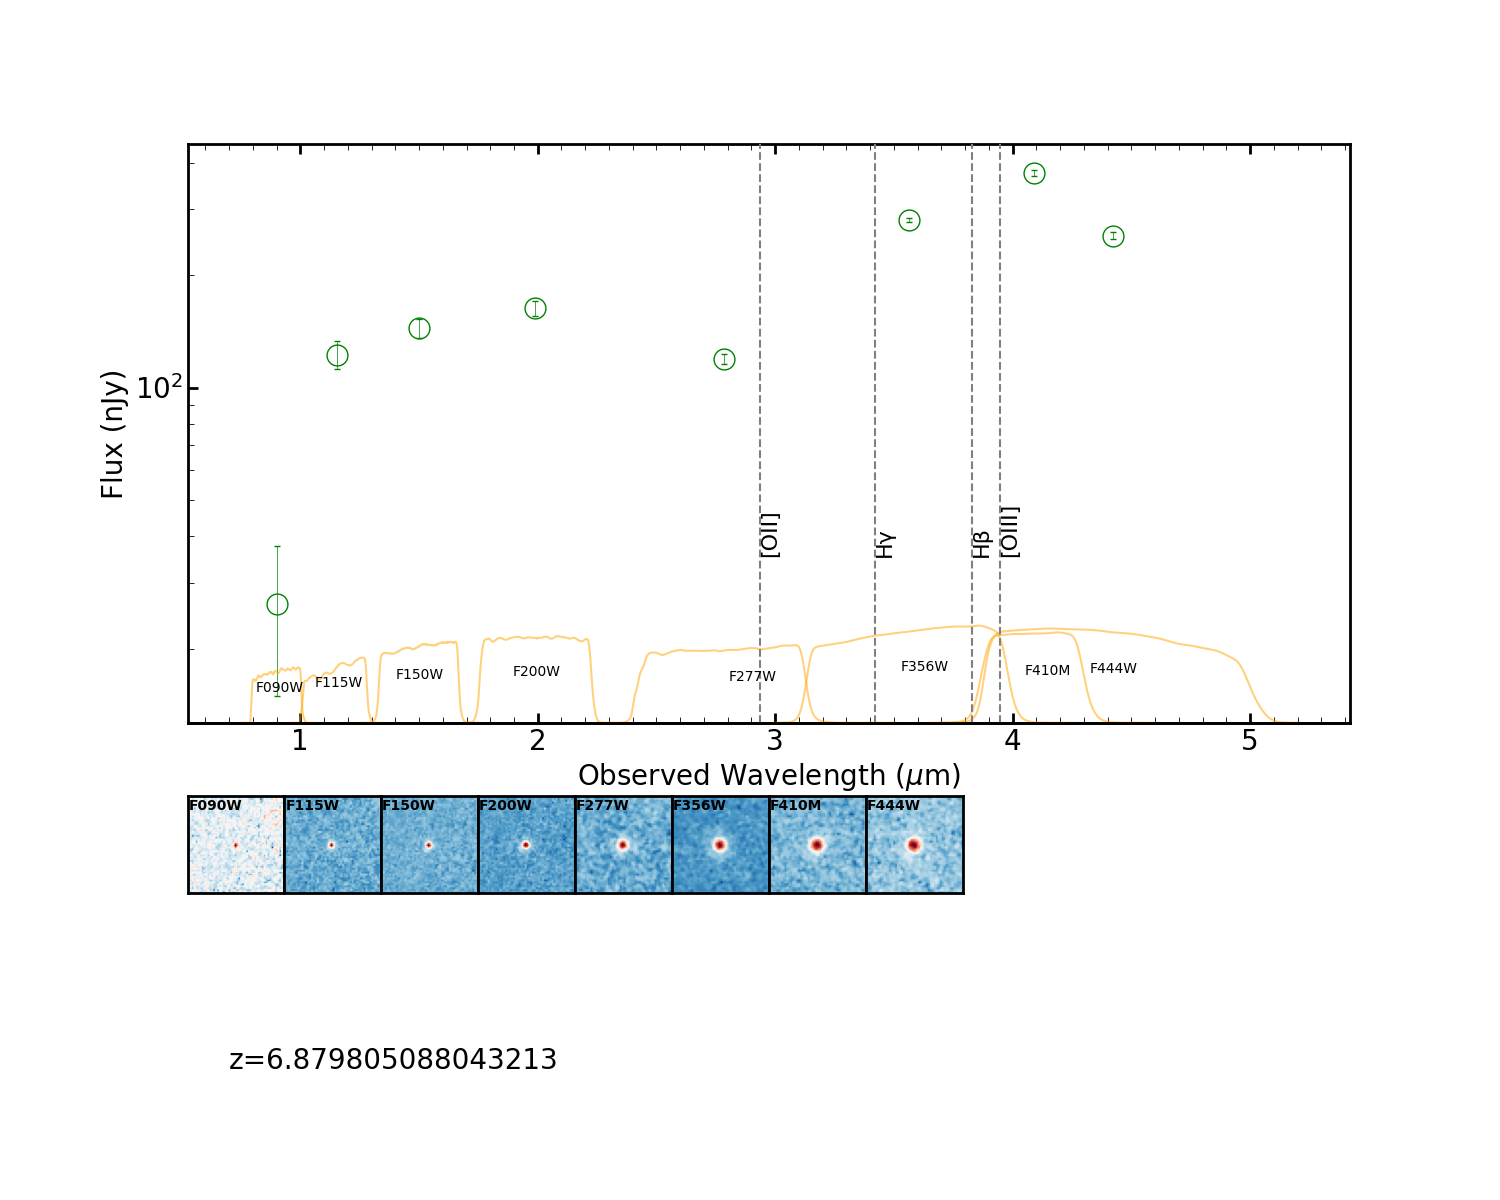 Flux (nJy)
10²
[OII]
Hγ
Hβ
[OIII]
F090W F115W F150W F200W F277W F356W F410M F444W
1 2 3 4 5
Observed Wavelength (μm)
F090W F115W F150W F200W F277W F356W F410M F444W
z=6.879805088043213